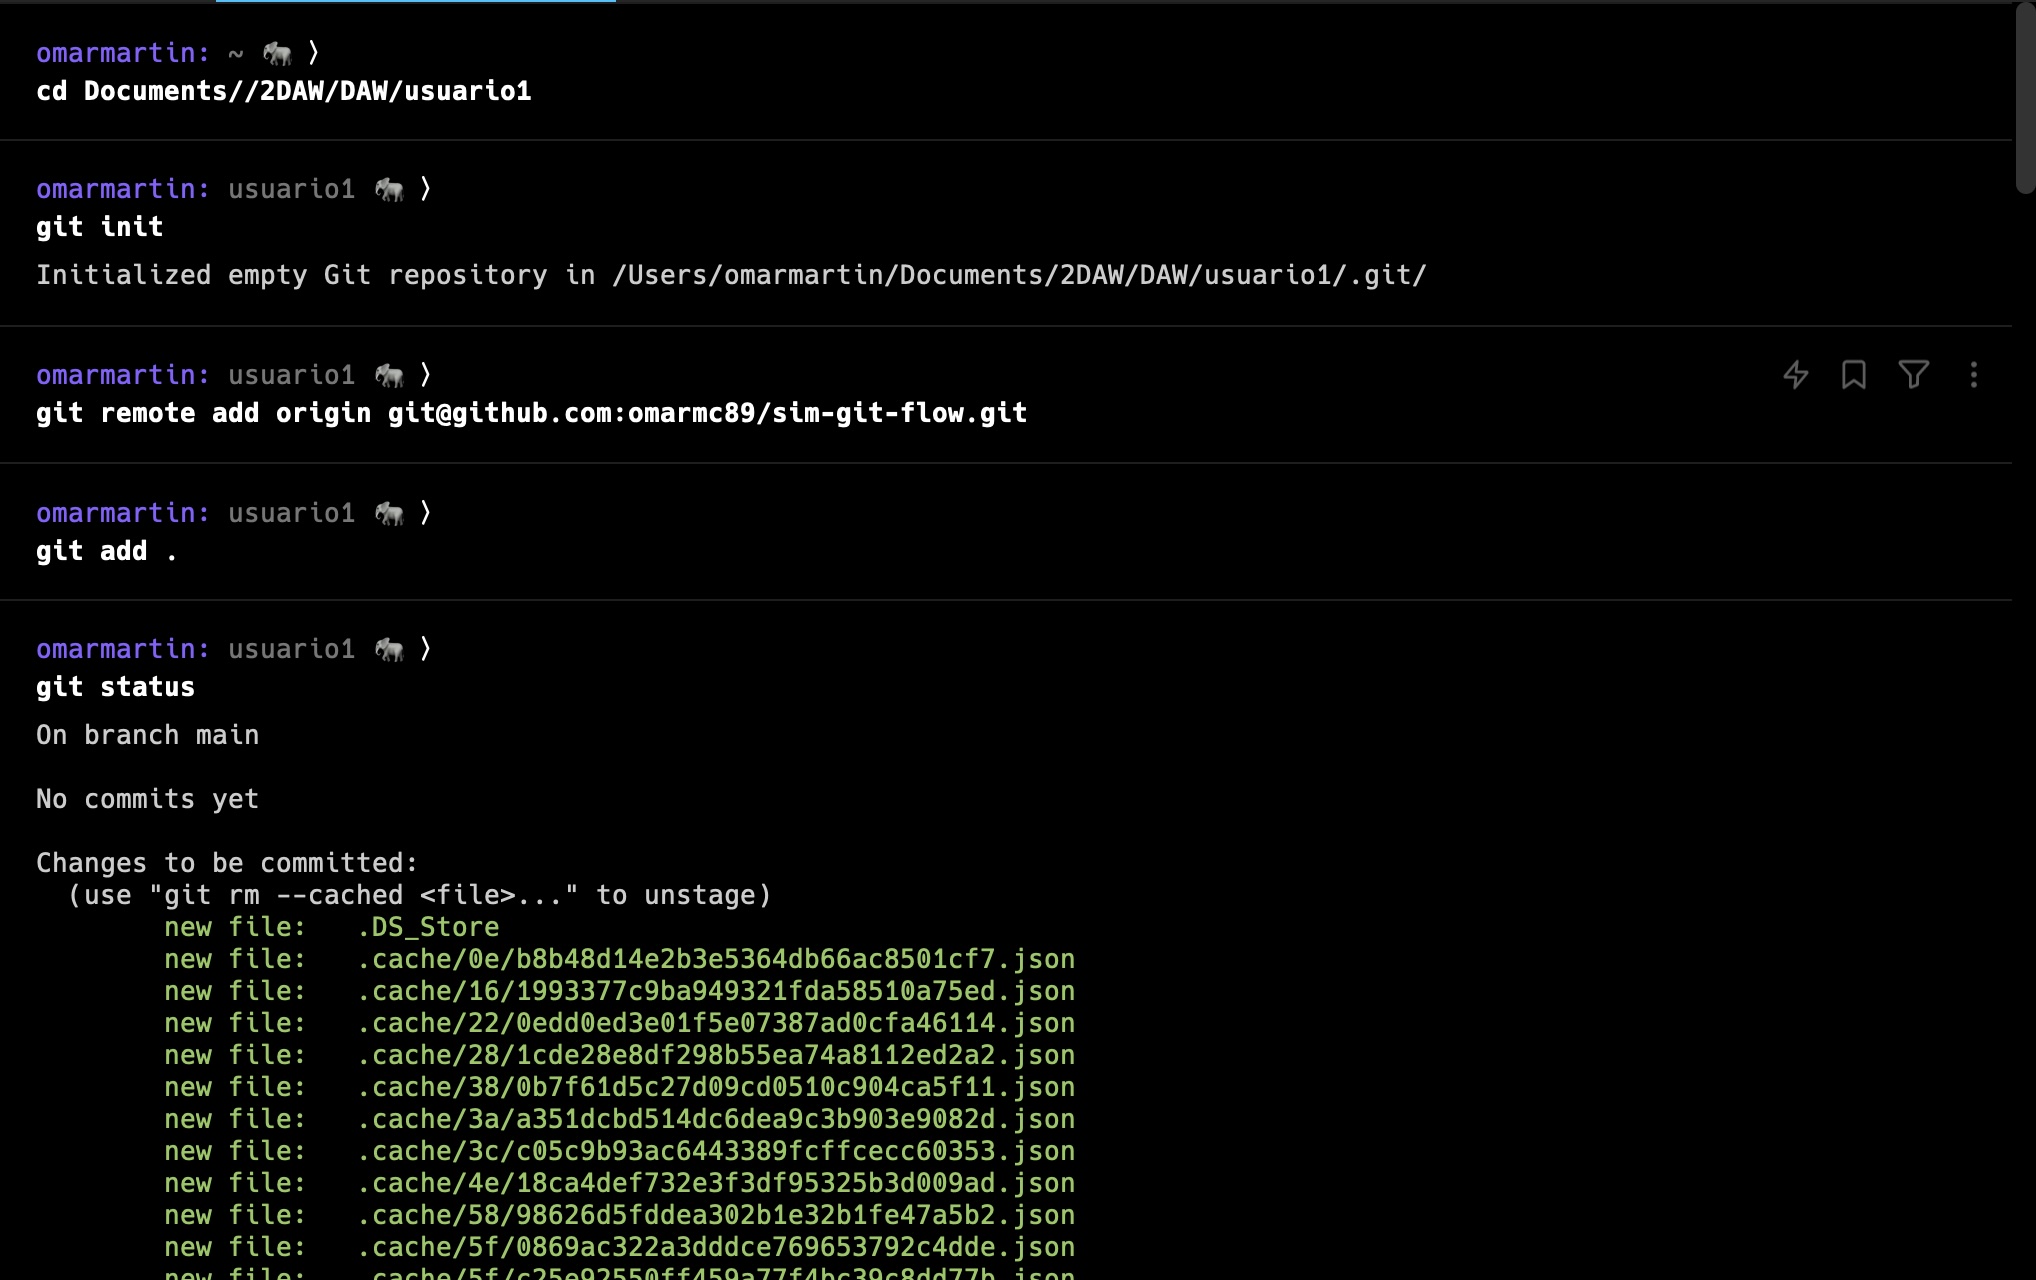 omarmartin: ~ 🐘 〉
cd Documents//2DAW/DAW/usuario1
omarmartin: usuario1 🐘 〉
git init
Initialized empty Git repository in /Users/omarmartin/Documents/2DAW/DAW/usuario1/.git/
omarmartin: usuario1 🐘 〉
git remote add origin git@github.com:omarmc89/sim-git-flow.git
omarmartin: usuario1 🐘 〉
git add .
omarmartin: usuario1 🐘 〉
git status
On branch main
No commits yet
Changes to be committed:
(use "git rm --cached <file>..." to unstage)
new file:   .DS_Store
new file:   .cache/0e/b8b48d14e2b3e5364db66ac8501cf7.json
new file:   .cache/16/1993377c9ba949321fda58510a75ed.json
new file:   .cache/22/0edd0ed3e01f5e07387ad0cfa46114.json
new file:   .cache/28/1cde28e8df298b55ea74a8112ed2a2.json
new file:   .cache/38/0b7f61d5c27d09cd0510c904ca5f11.json
new file:   .cache/3a/a351dcbd514dc6dea9c3b903e9082d.json
new file:   .cache/3c/c05c9b93ac6443389fcffcecc60353.json
new file:   .cache/4e/18ca4def732e3f3df95325b3d009ad.json
new file:   .cache/58/98626d5fddea302b1e32b1fe47a5b2.json
new file:   .cache/5f/0869ac322a3dddce769653792c4dde.json
new file:   .cache/5f/c25e92550ff459a77f4bc39c8dd77b.json